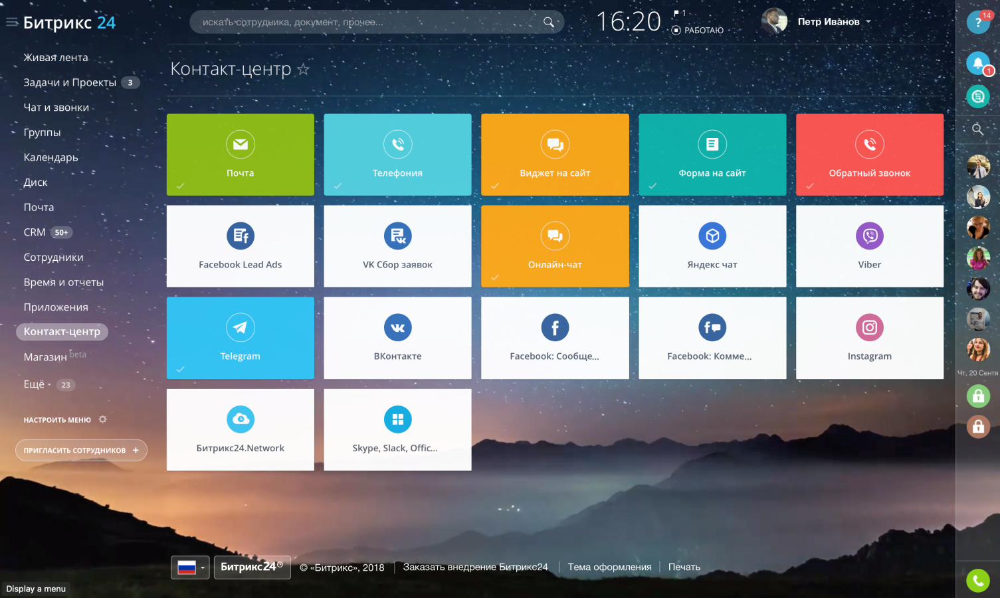 Битрикс 24
искать сотрудника, документ, прочее...
16:20
1
РАБОТАЮ
Петр Иванов
?
14
1
Живая лента
Задачи и Проекты 3
Чат и звонки
Группы
Календарь
Диск
Почта
CRM 50+
Сотрудники
Время и отчеты
Приложения
Контакт-центр
Магазин beta
Ещё 23
НАСТРОИТЬ МЕНЮ
ПРИГЛАСИТЬ СОТРУДНИКОВ +
Контакт-центр
Почта
Телефония
Виджет на сайт
Форма на сайт
Обратный звонок
Facebook Lead Ads
VK Сбор заявок
Онлайн-чат
Яндекс чат
Viber
Telegram
ВКонтакте
Facebook: Сообще...
Facebook: Комме...
Instagram
Битрикс24.Network
Skype, Slack, Offic...
Чт, 20 Сентя
Битрикс24
© «Битрикс», 2018
Заказать внедрение Битрикс24
Тема оформления
Печать
Display a menu